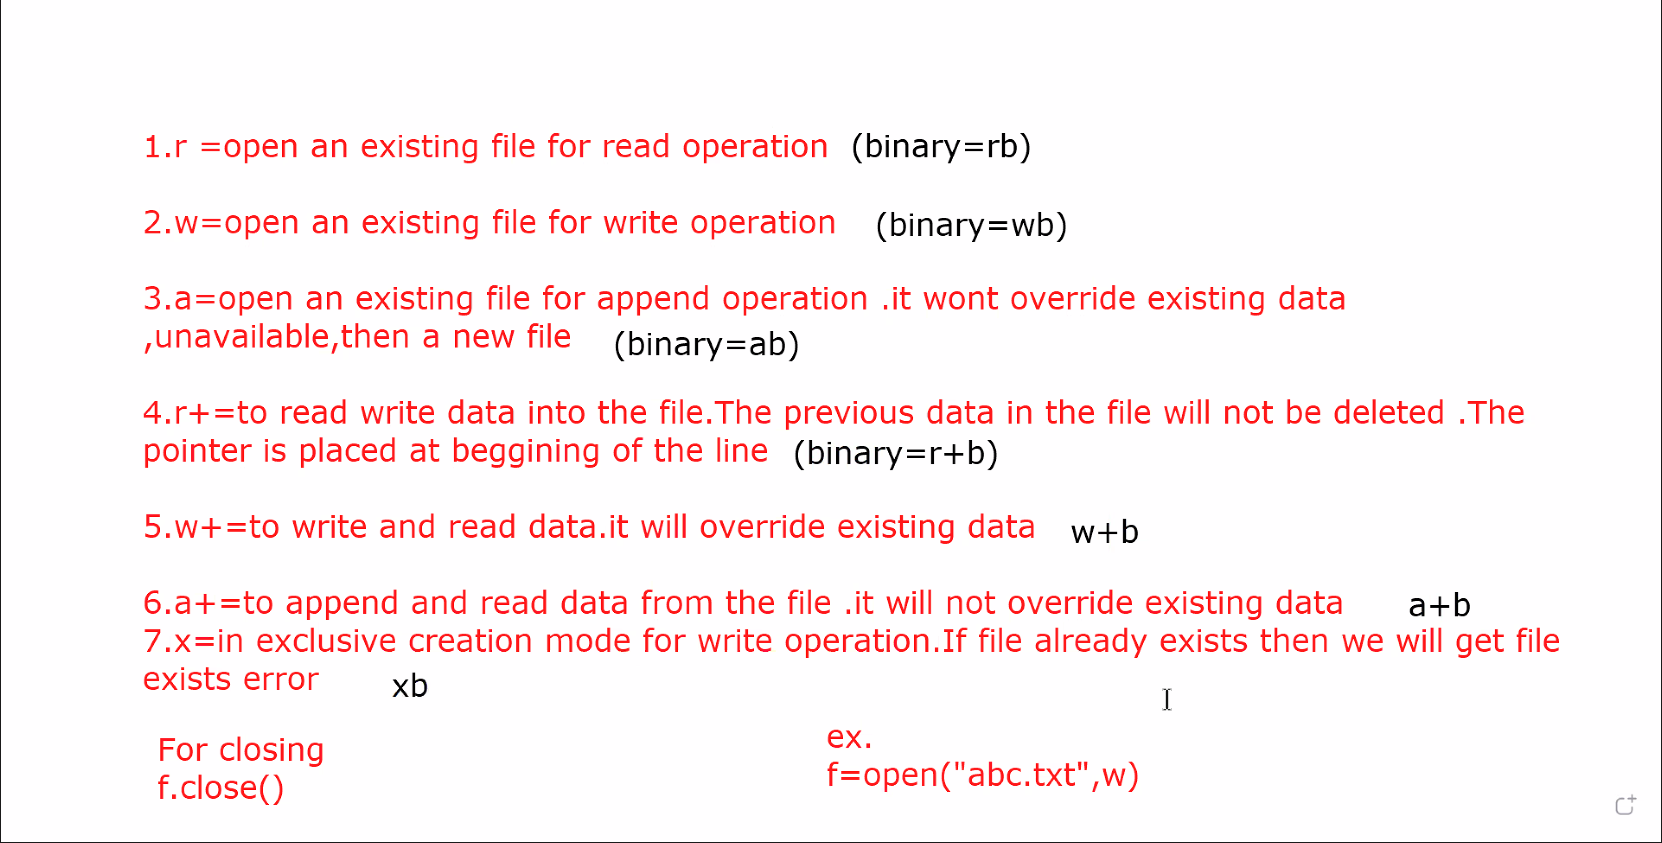 1.r =open an existing file for read operation (binary=rb)
2.w=open an existing file for write operation (binary=wb)
3.a=open an existing file for append operation .it wont override existing data
,unavailable,then a new file (binary=ab)
4.r+=to read write data into the file.The previous data in the file will not be deleted .The
pointer is placed at beggining of the line (binary=r+b)
5.w+=to write and read data.it will override existing data w+b
6.a+=to append and read data from the file .it will not override existing data a+b
7.x=in exclusive creation mode for write operation.If file already exists then we will get file
exists error xb
For closing
f.close()
ex.
f=open("abc.txt",w)